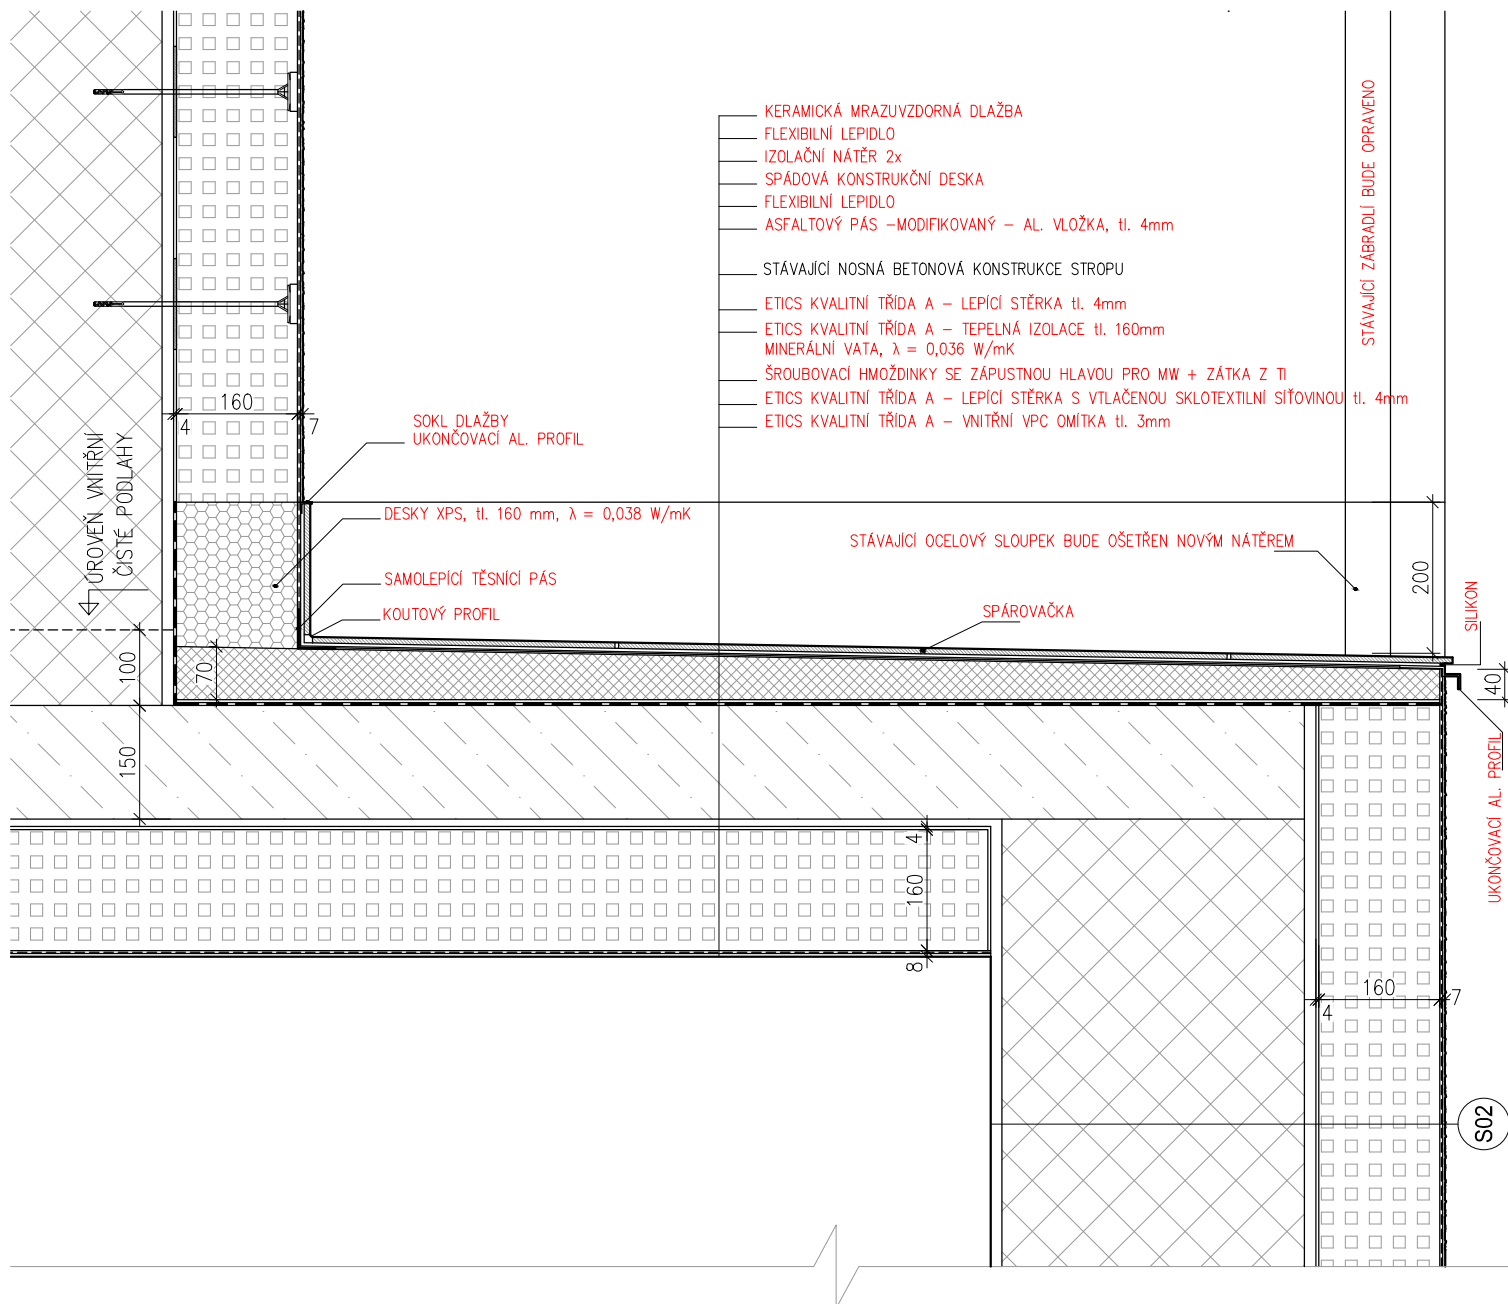 KERAMICKÁ MRAZUVZDORNÁ DLAŽBA
FLEXIBILNÍ LEPIDLO
IZOLAČNÍ NÁTĚR 2x
SPÁDOVÁ KONSTRUKČNÍ DESKA
FLEXIBILNÍ LEPIDLO
ASFALTOVÝ PÁS –MODIFIKOVANÝ – AL. VLOŽKA, tl. 4mm
STÁVAJÍCÍ NOSNÁ BETONOVÁ KONSTRUKCE STROPU
ETICS KVALITNÍ TŘÍDA A – LEPÍCÍ STĚRKA tl. 4mm
ETICS KVALITNÍ TŘÍDA A – TEPELNÁ IZOLACE tl. 160mm
MINERÁLNÍ VATA, λ = 0,036 W/mK
ŠROUBOVACÍ HMOŽDINKY SE ZÁPUSTNOU HLAVOU PRO MW + ZÁTKA Z TI
ETICS KVALITNÍ TŘÍDA A – LEPÍCÍ STĚRKA S VTLAČENOU SKLOTEXTILNÍ SÍŤOVINOU tl. 4mm
ETICS KVALITNÍ TŘÍDA A – VNITŘNÍ VPC OMÍTKA tl. 3mm
STÁVAJÍCÍ ZÁBRADLÍ BUDE OPRAVENO
160
4
7
SOKL DLAŽBY
UKONČOVACÍ AL. PROFIL
ÚROVEŇ VNITŘNÍ
ČISTÉ PODLAHY
DESKY XPS, tl. 160 mm, λ = 0,038 W/mK
STÁVAJÍCÍ OCELOVÝ SLOUPEK BUDE OŠETŘEN NOVÝM NÁTĚREM
200
SAMOLEPÍCÍ TĚSNÍCÍ PÁS
KOUTOVÝ PROFIL
SPÁROVAČKA
SILIKON
100
70
40
150
UKONČOVACÍ AL. PROFIL
4
160
8
160
4
7
S02